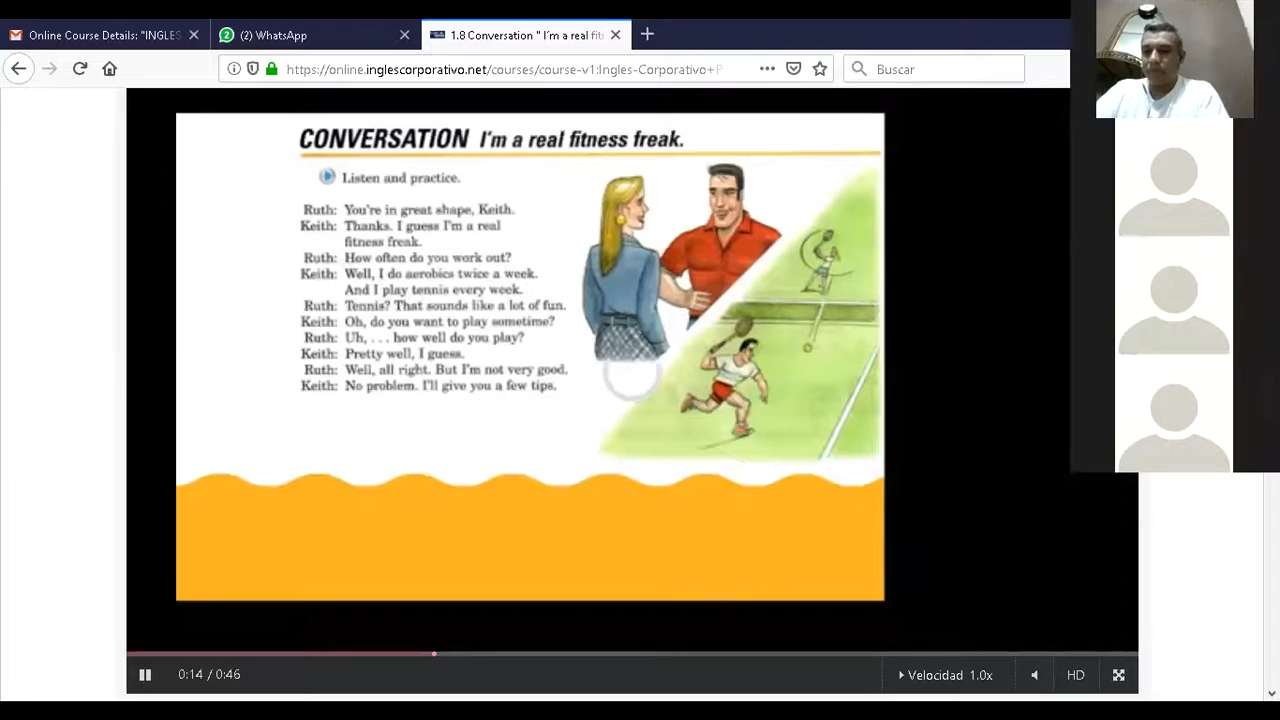 Online Course Details: "INGLES
(2) WhatsApp
1.8 Conversation " I´m a real fit
https://online.inglescorporativo.net/courses/course-v1:Ingles-Corporativo+P
Buscar
CONVERSATION I'm a real fitness freak.
Listen and practice.
Ruth: You're in great shape, Keith.
Keith: Thanks. I guess I'm a real
fitness freak.
Ruth: How often do you work out?
Keith: Well, I do aerobics twice a week.
And I play tennis every week.
Ruth: Tennis? That sounds like a lot of fun.
Keith: Oh, do you want to play sometime?
Ruth: Uh, . . . how well do you play?
Keith: Pretty well, I guess.
Ruth: Well, all right. But I'm not very good.
Keith: No problem. I'll give you a few tips.
0:14 / 0:46
Velocidad 1.0x
HD